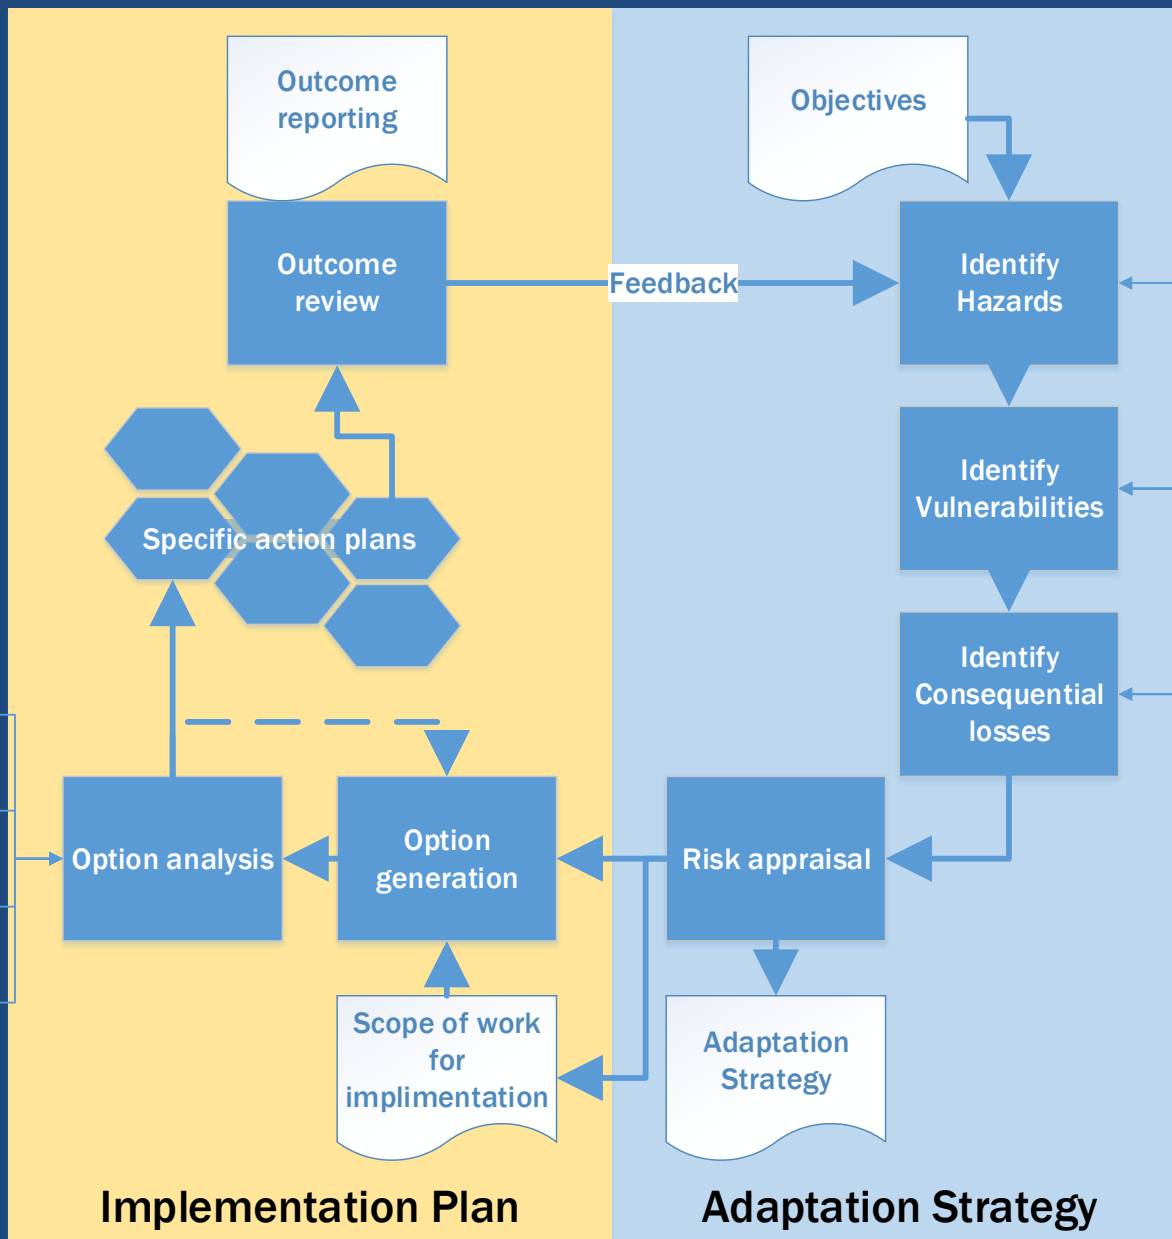 Outcome
reporting
Objectives
Outcome
review
Feedback
Identify
Hazards
Identify
Vulnerabilities
Specific action plans
Identify
Consequential
losses
Option analysis
Option
generation
Risk appraisal
Scope of work
for
implimentation
Adaptation
Strategy
Implementation Plan
Adaptation Strategy